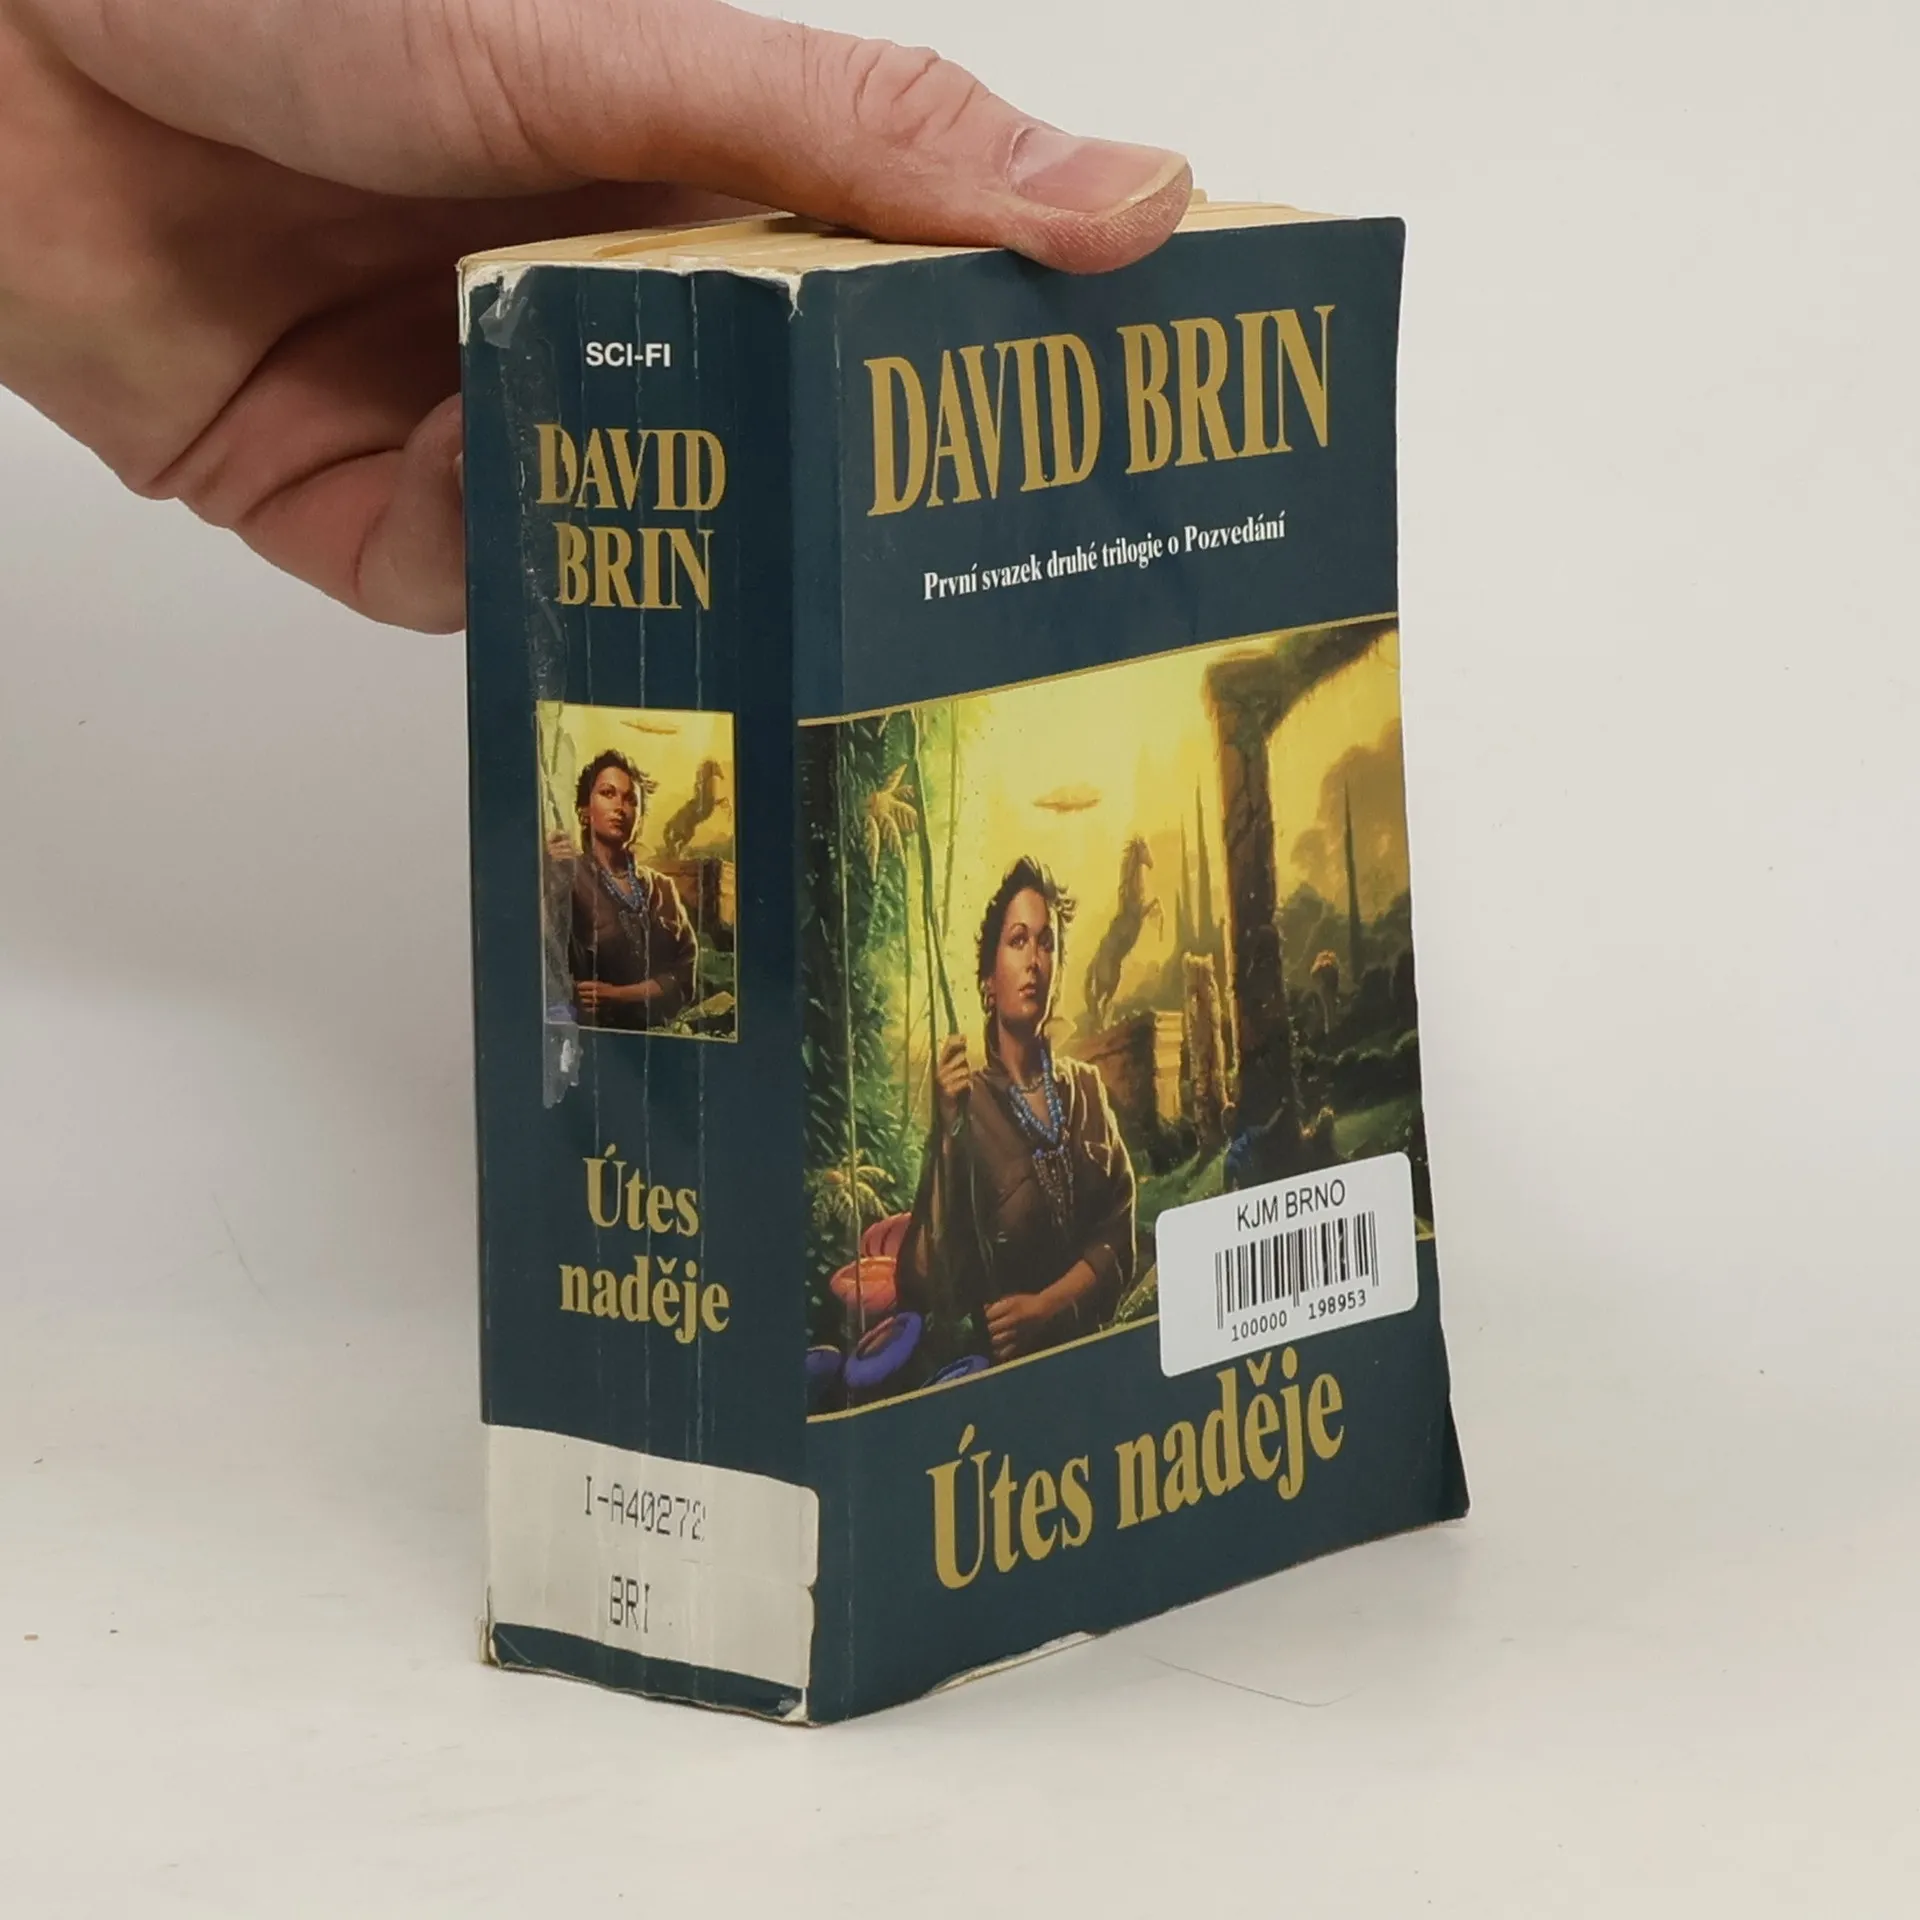 SCI-FI
DAVID
BRIN
Útes
naděje
I-A40272
BRI
DAVID BRIN
První svazek druhé trilogie o Pozvedání
KJM BRNO
100000 198953
Útes naděje